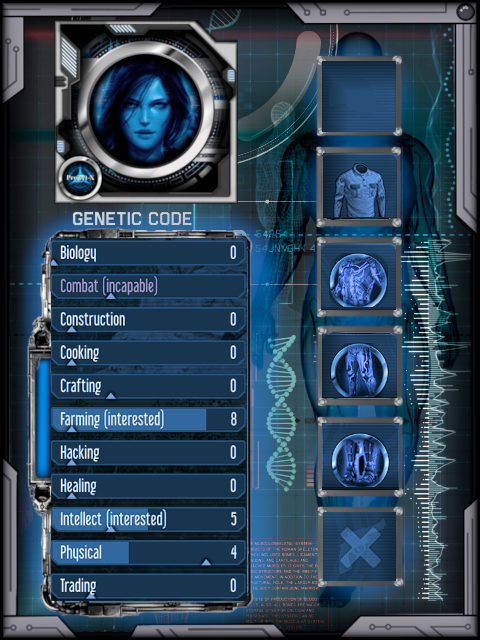 GENETIC CODE
Biology 0
Combat (incapable)
Construction 0
Cooking 0
Crafting 0
Farming (interested) 8
Hacking 0
Healing 0
Intellect (interested) 5
Physical 4
Trading 0